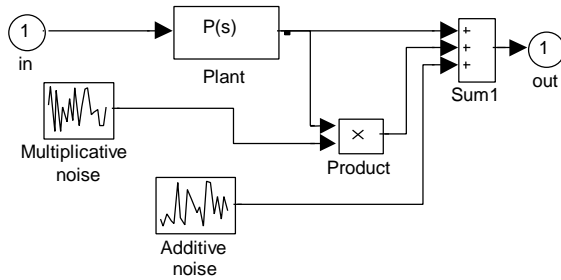 1
in
P(s)
Plant
Multiplicative
noise
Additive
noise
×
Product
+
+
+
Sum1
1
out